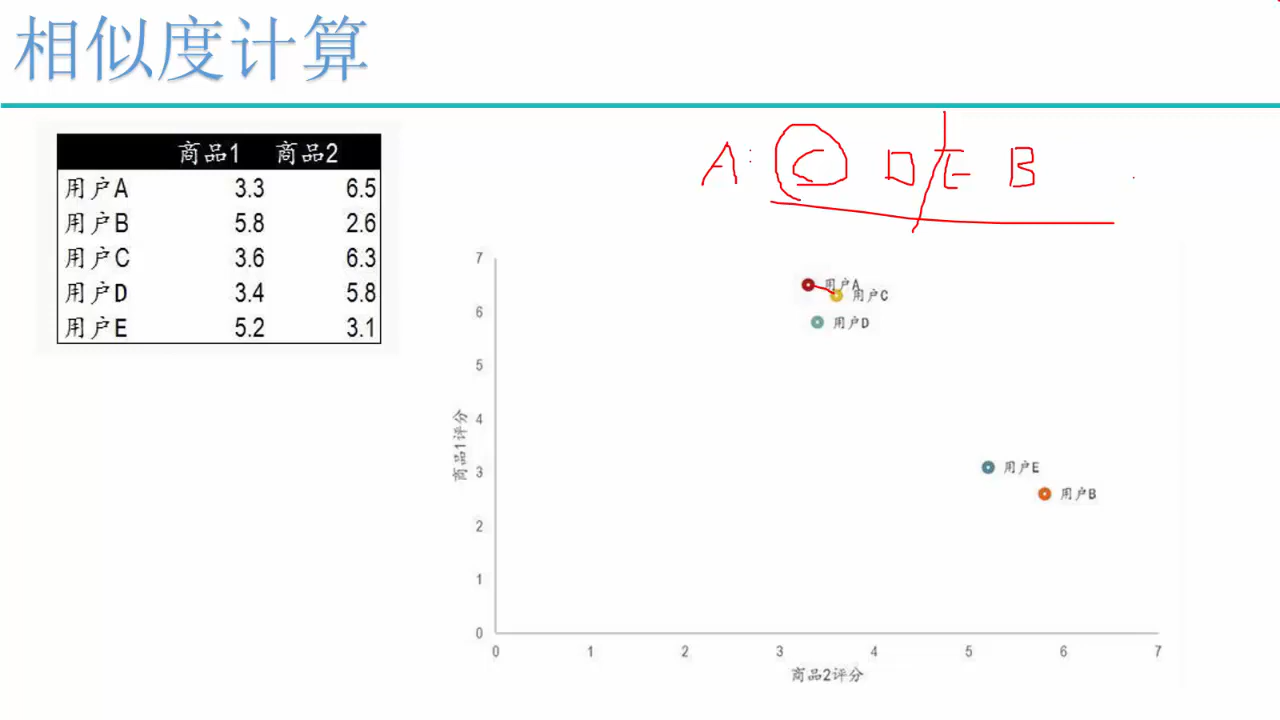 相似度计算
商品1 商品2
用户A 3.3 6.5
用户B 5.8 2.6
用户C 3.6 6.3
用户D 3.4 5.8
用户E 5.2 3.1
A: C D E B
7
6
5
4
3
2
1
0
商品1评分
用户A
用户C
用户D
用户E
用户B
0 1 2 3 4 5 6 7
商品2评分